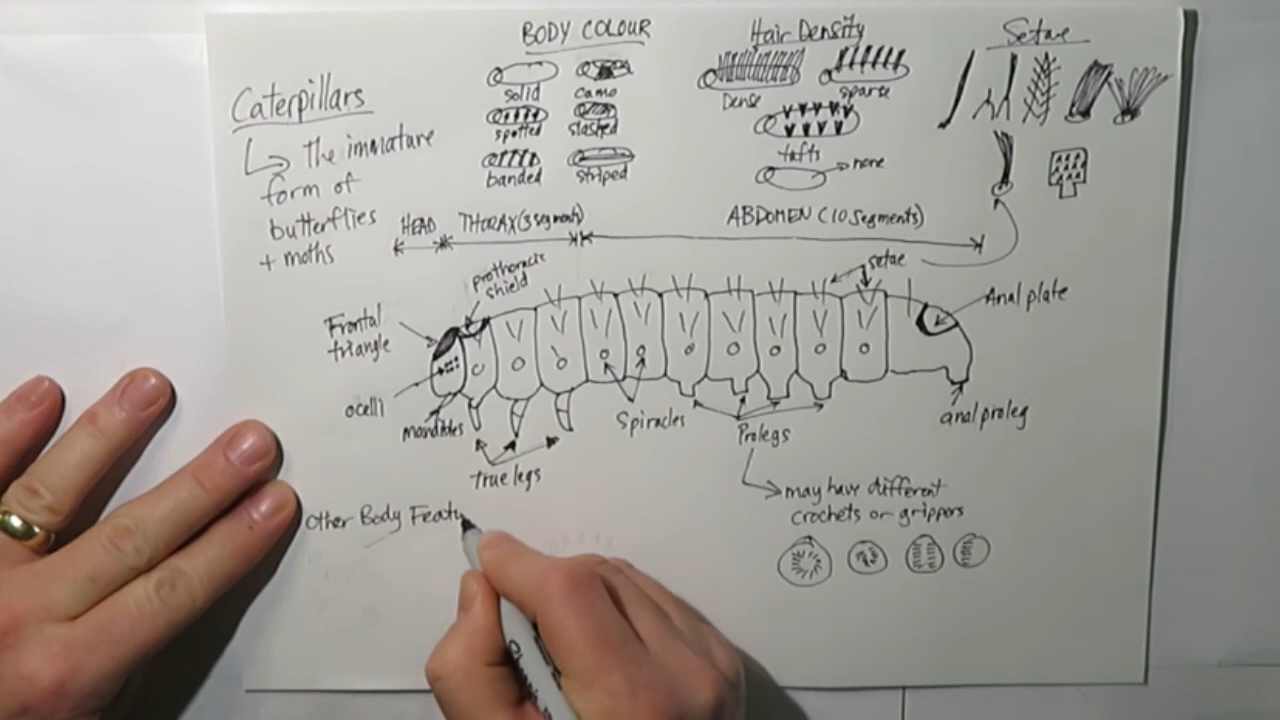 BODY COLOUR
solid
camo
spotted
slashed
banded
striped
Hair Density
Dense
sparse
tufts
none
Setae
Caterpillars
The immature
form of
butterflies
+ moths
HEAD
THORAX (3 segments)
ABDOMEN (10 segments)
prothoracic
shield
setae
Anal plate
Frontal
triangle
ocelli
mandibles
True legs
Spiracles
Prolegs
anal proleg
may have different
crochets or grippers
Other Body Featu
Sharpie